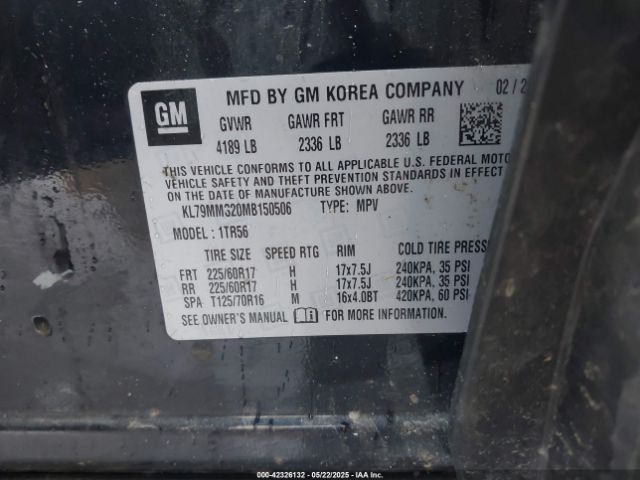 GM
MFD BY GM KOREA COMPANY 02 / 2
GVWR GAWR FRT GAWR RR
4189 LB 2336 LB 2336 LB
THIS VEHICLE CONFORMS TO ALL APPLICABLE U.S. FEDERAL MOTO
VEHICLE SAFETY AND THEFT PREVENTION STANDARDS IN EFFECT
ON THE DATE OF MANUFACTURE SHOWN ABOVE.
KL79MMS20MB150506 TYPE: MPV
MODEL : 1TR56
TIRE SIZE SPEED RTG RIM COLD TIRE PRESSUR
FRT 225/60R17 H 17x7.5J 240KPA, 35 PSI
RR 225/60R17 H 17x7.5J 240KPA, 35 PSI
SPA T125/70R16 M 16x4.0BT 420KPA, 60 PSI
SEE OWNER'S MANUAL FOR MORE INFORMATION.
000-42326132 - 05/22/2025 - IAA, Inc.